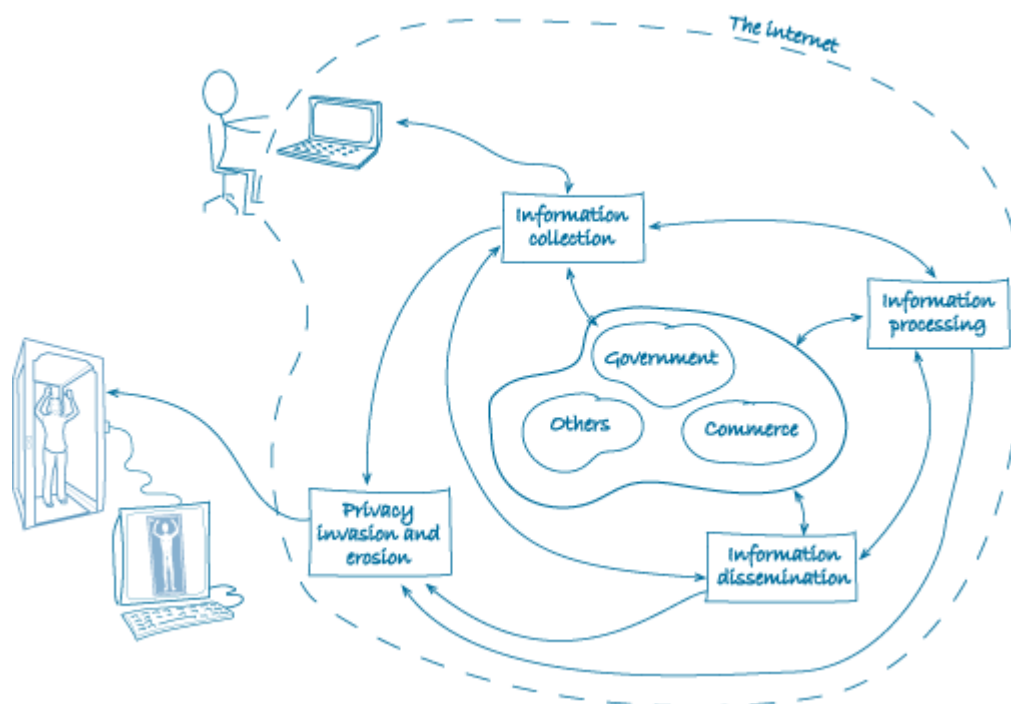 The internet
Information
collection
Information
processing
Government
Others
Commerce
Privacy
invasion and
erosion
Information
dissemination